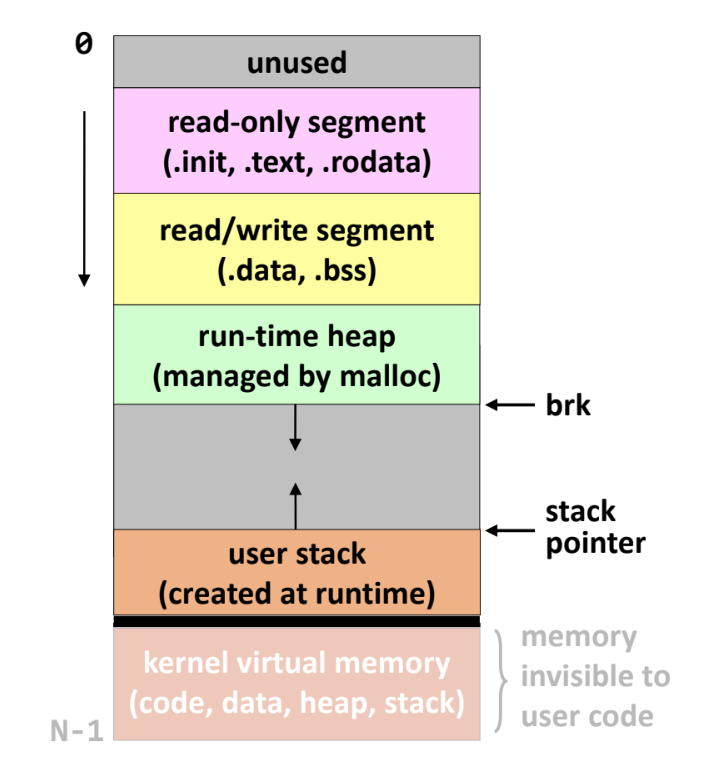 0
unused
read-only segment
(.init, .text, .rodata)
read/write segment
(.data, .bss)
run-time heap
(managed by malloc)
brk
stack
pointer
user stack
(created at runtime)
kernel virtual memory
(code, data, heap, stack)
memory
invisible to
user code
N-1